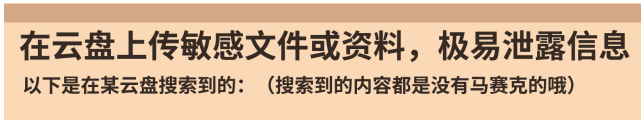 在云盘上传敏感文件或资料，极易泄露信息
以下是在某云盘搜索到的：（搜索到的内容都是没有马赛克的哦）